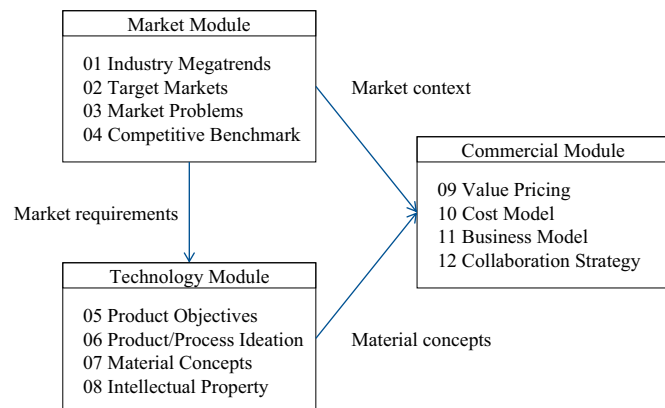 Market Module
01 Industry Megatrends
02 Target Markets
03 Market Problems
04 Competitive Benchmark
Market context
Commercial Module
09 Value Pricing
10 Cost Model
11 Business Model
12 Collaboration Strategy
Market requirements
Technology Module
05 Product Objectives
06 Product/Process Ideation
07 Material Concepts
08 Intellectual Property
Material concepts